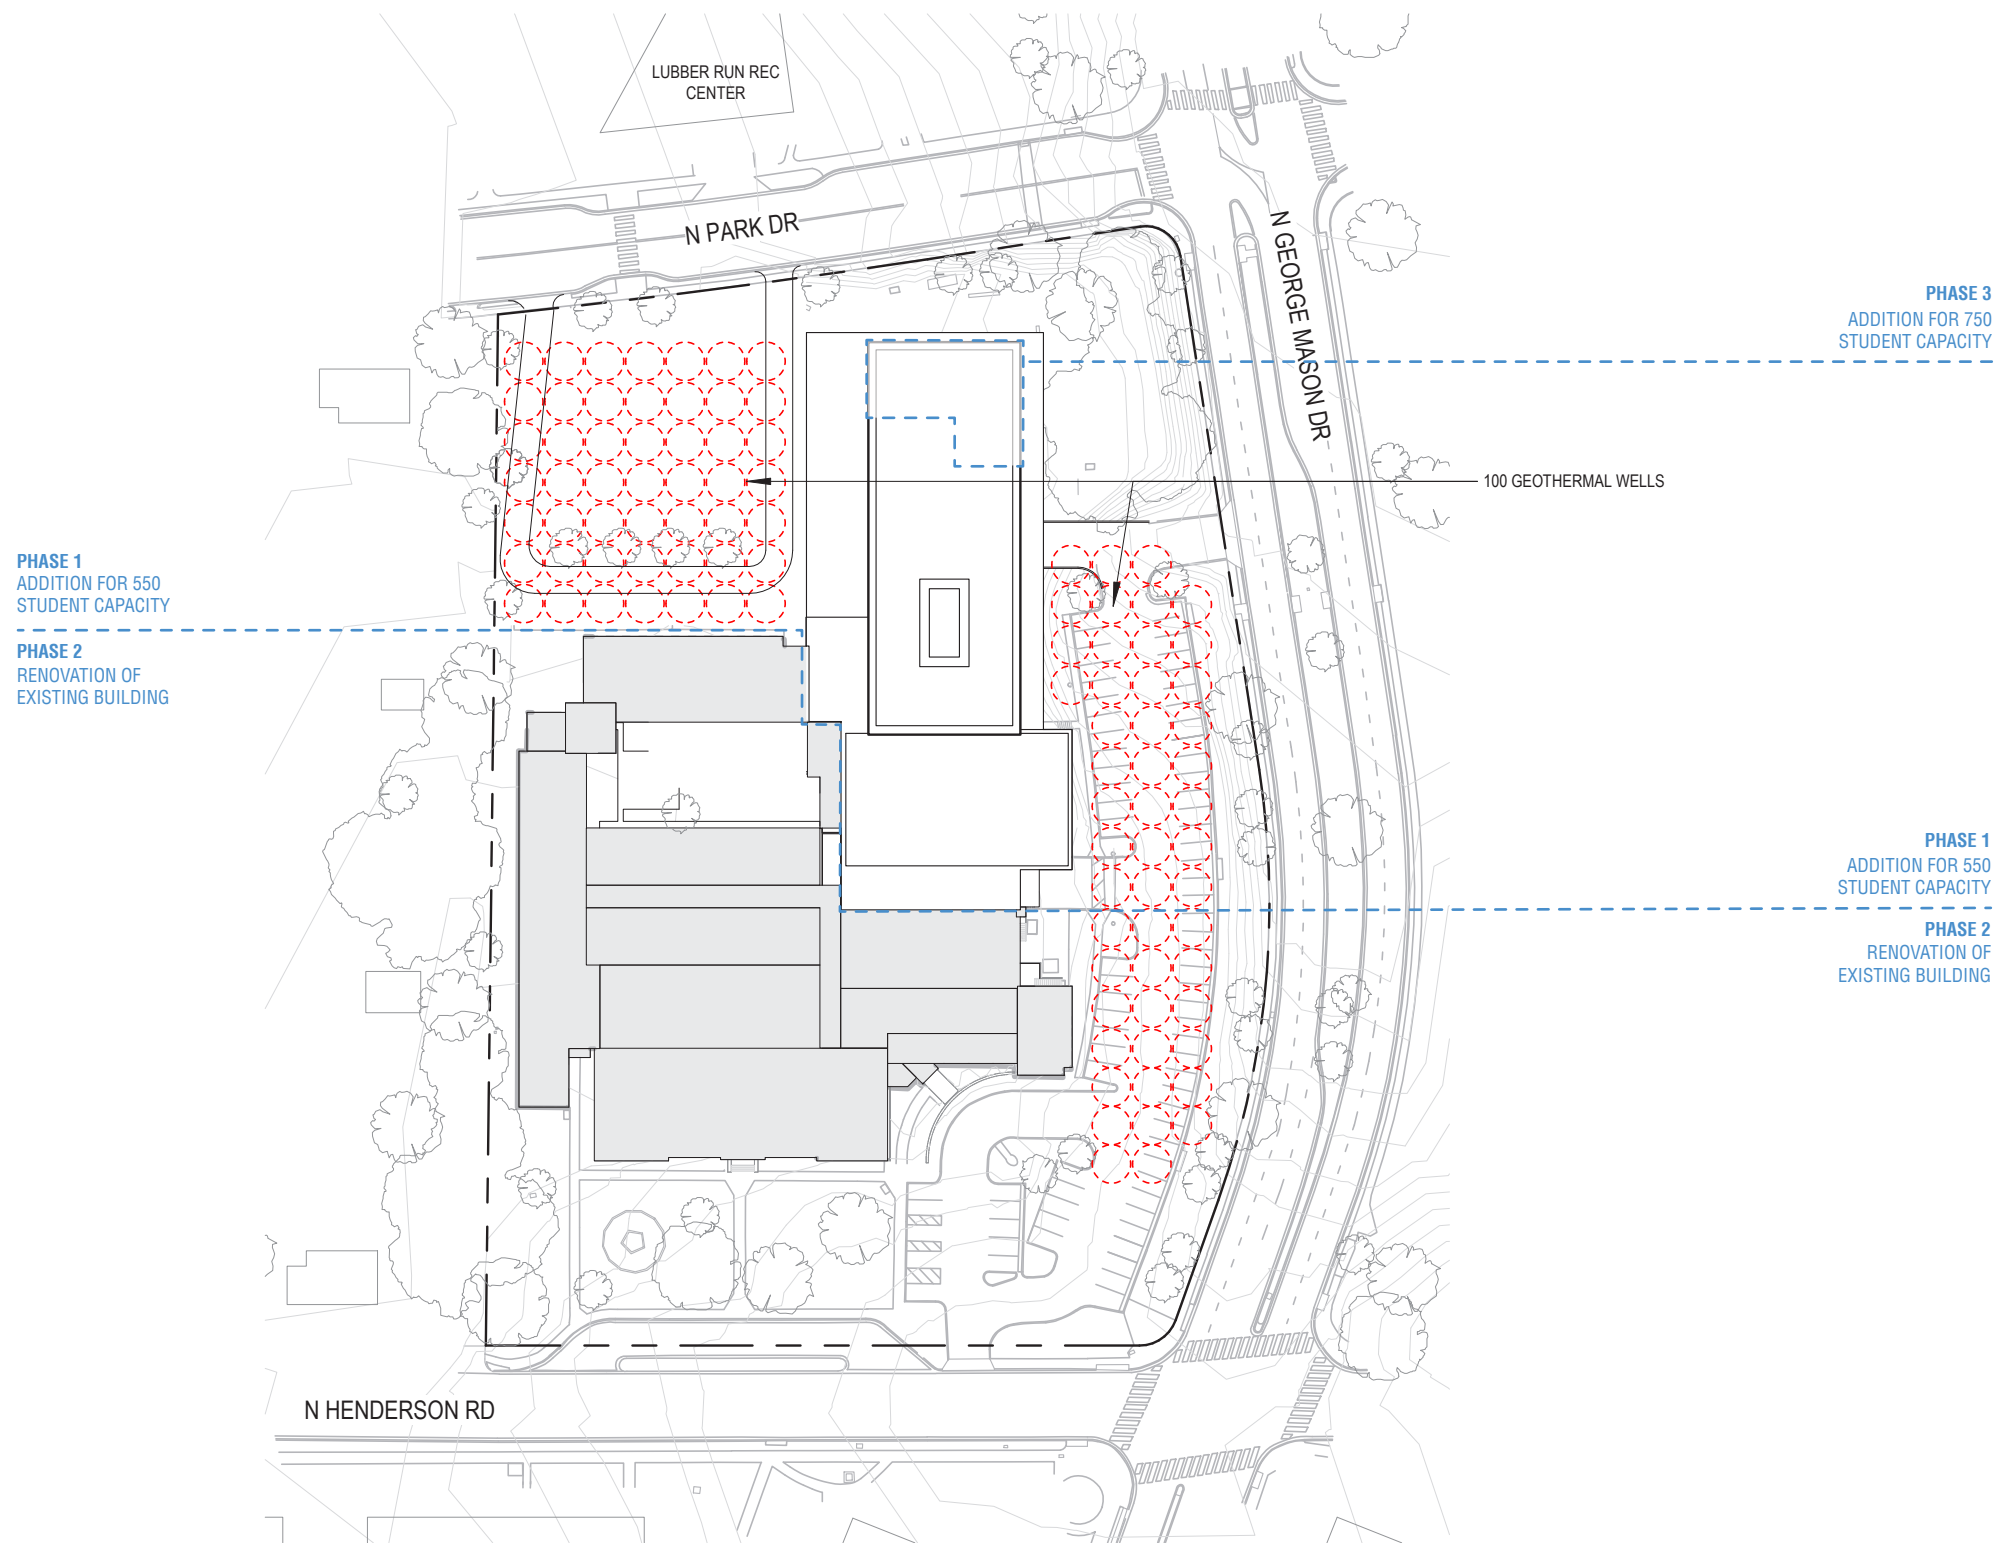 LUBBER RUN REC
CENTER
N PARK DR
N GEORGE MASON DR
PHASE 3
ADDITION FOR 750
STUDENT CAPACITY
100 GEOTHERMAL WELLS
PHASE 1
ADDITION FOR 550
STUDENT CAPACITY
PHASE 2
RENOVATION OF
EXISTING BUILDING
PHASE 1
ADDITION FOR 550
STUDENT CAPACITY
PHASE 2
RENOVATION OF
EXISTING BUILDING
N HENDERSON RD